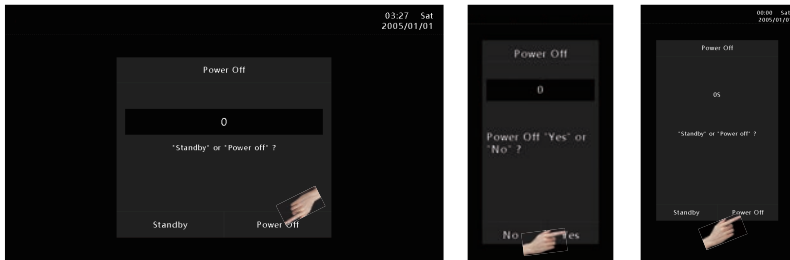 03:27 Sat
2005/01/01
Power Off
0
"Standby" or "Power off" ?
Standby Power Off
Power Off
0
Power Off "Yes" or
"No" ?
No Yes
00:00 Sat
2005/01/01
Power Off
05
"Standby" or "Power off" ?
Standby Power Off